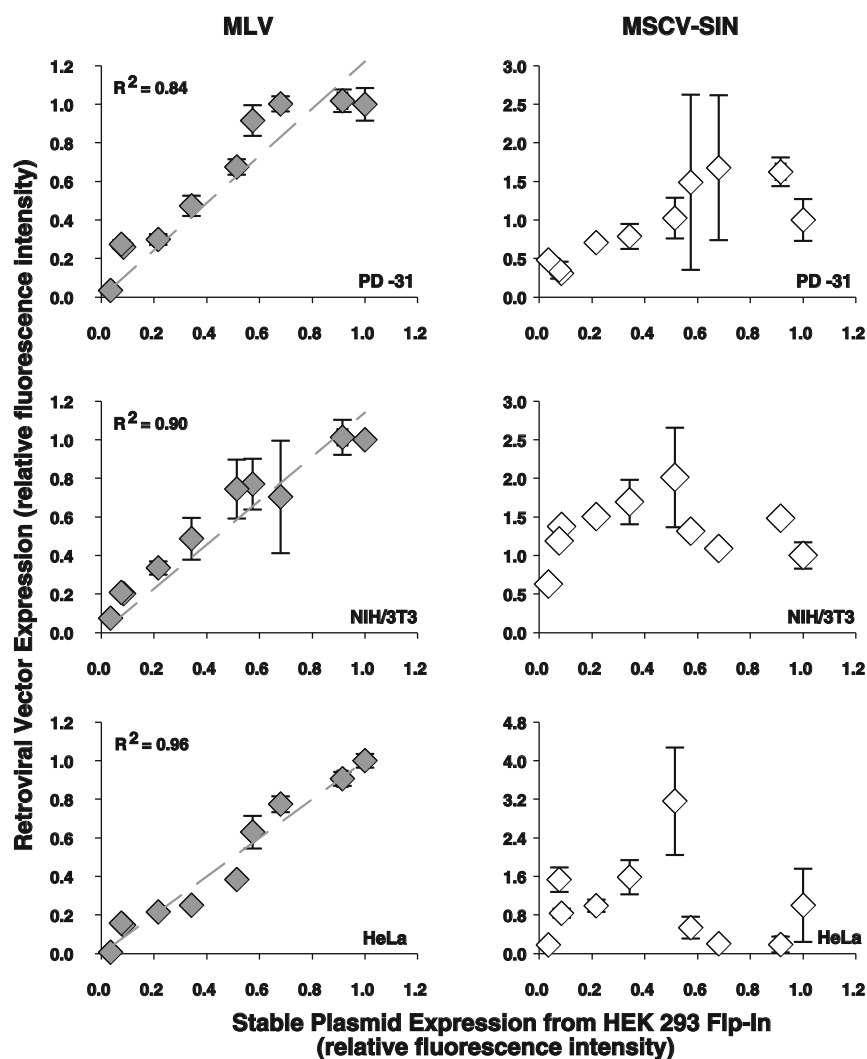 MLV
MSCV-SIN
Retroviral Vector Expression (relative fluorescence intensity)
1.2
1.0
0.8
0.6
0.4
0.2
0.0
R² = 0.84
PD -31
0.0 0.2 0.4 0.6 0.8 1.0 1.2
3.0
2.5
2.0
1.5
1.0
0.5
0.0
PD -31
0.0 0.2 0.4 0.6 0.8 1.0 1.2
1.2
1.0
0.8
0.6
0.4
0.2
0.0
R² = 0.90
NIH/3T3
0.0 0.2 0.4 0.6 0.8 1.0 1.2
3.0
2.5
2.0
1.5
1.0
0.5
0.0
NIH/3T3
0.0 0.2 0.4 0.6 0.8 1.0 1.2
1.2
1.0
0.8
0.6
0.4
0.2
0.0
R² = 0.96
HeLa
0.0 0.2 0.4 0.6 0.8 1.0 1.2
4.8
4.0
3.2
2.4
1.6
0.8
0.0
HeLa
0.0 0.2 0.4 0.6 0.8 1.0 1.2
Stable Plasmid Expression from HEK 293 Flp-In
(relative fluorescence intensity)